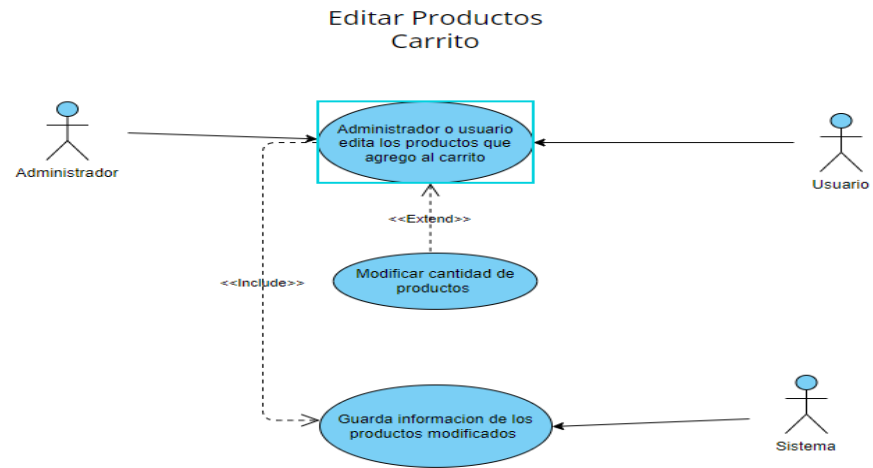 Editar Productos
Carrito
Administrador o usuario
edita los productos que
agrego al carrito
Administrador
Usuario
<<Extend>>
Modificar cantidad de
productos
<<Include>>
Guarda informacion de los
productos modificados
Sistema